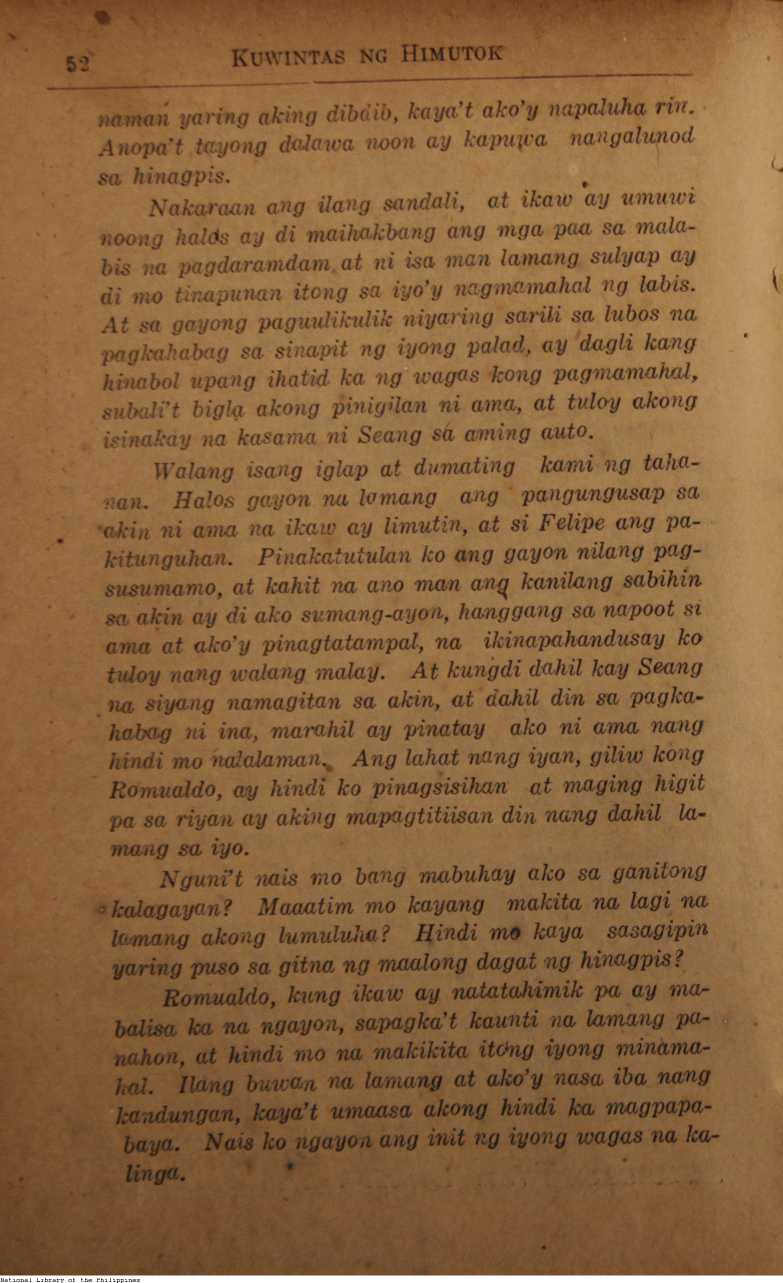 52 KUWINTAS NG HIMUTOK
naman yaring aking dibdib, kaya't ako'y napaluha rin.
Anopa't tayong dalawa noon ay kapuwa nangalunod
sa hinagpis.
Nakaraan ang ilang sandali, at ikaw ay umuwi
noong halos ay di maihakbang ang mga paa sa mala-
bis na pagdaramdam, at ni isa man lamang sulyap ay
di mo tinapunan itong sa iyo'y nagmamahal ng labis.
At sa gayong paguulikulik niyaring sarili sa lubos na
pagkahabag sa sinapit ng iyong palad, ay dagli kang
hinabol upang ihatid ka ng wagas kong pagmamahal,
subali't bigla akong pinigilan ni ama, at tuloy akong
isinakay na kasama ni Seang sa aming auto.
Walang isang iglap at dumating kami ng taha-
nan. Halos gayon na lamang ang pangungusap sa
akin ni ama na ikaw ay limutin, at si Felipe ang pa-
kitunguhan. Pinakatutulan ko ang gayon nilang pag-
susumamo, at kahit na ano man ang kanilang sabihin
sa akin ay di ako sumang-ayon, hanggang sa napoot si
ama at ako'y pinagtatampal, na ikinapahandusay ko
tuloy nang walang malay. At kungdi dahil kay Seang
na siyang namagitan sa akin, at dahil din sa pagka-
habag ni ina, marahil ay pinatay ako ni ama nang
hindi mo nalalaman. Ang lahat nang iyan, giliw kong
Romualdo, ay hindi ko pinagsisihan at maging higit
pa sa riyan ay aking mapagtitiisan din nang dahil la-
mang sa iyo.
Nguni't nais mo bang mabuhay ako sa ganitong
kalagayan? Maaatim mo kayang makita na lagi na
lamang akong lumuluha? Hindi mo kaya sasagipin
yaring puso sa gitna ng maalong dagat ng hinagpis?
Romualdo, kung ikaw ay natatahimik pa ay ma-
balisa ka na ngayon, sapagka't kaunti na lamang pa-
nahon, at hindi mo na makikita itong iyong minama-
hal. Ilang buwan na lamang at ako'y nasa iba nang
kandungan, kaya't umaasa akong hindi ka magpapa-
baya. Nais ko ngayon ang init ng iyong wagas na ka-
linga.
National Library of the Philippines